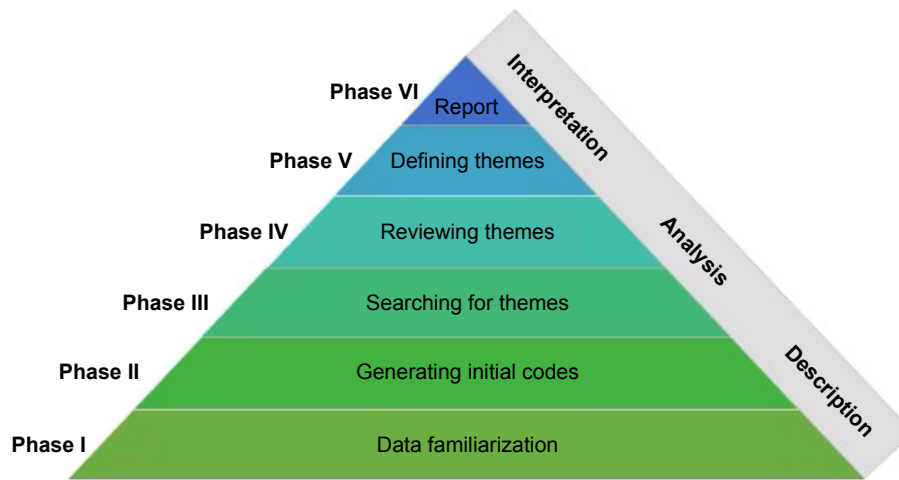 Interpretation
Phase VI
Report
Phase V
Defining themes
Analysis
Phase IV
Reviewing themes
Phase III
Searching for themes
Description
Phase II
Generating initial codes
Phase I
Data familiarization